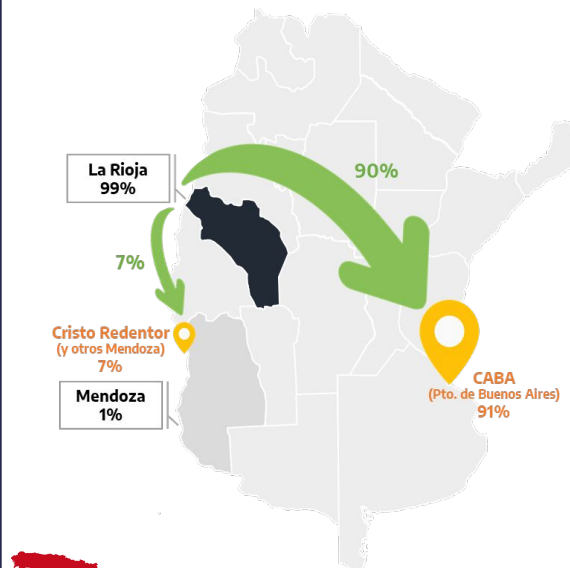 La Rioja
99%
90%
7%
Cristo Redentor
(y otros Mendoza)
7%
Mendoza
1%
CABA
(Pto. de Buenos Aires)
91%